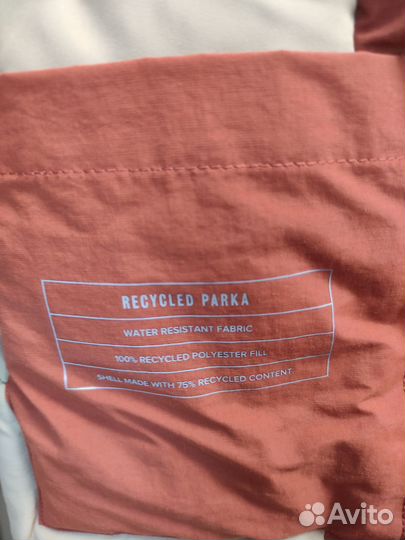 RECYCLED PARKA
WATER RESISTANT FABRIC
100% RECYCLED POLYESTER FILL
SHELL MADE WITH 75% RECYCLED CONTENT.
Avito